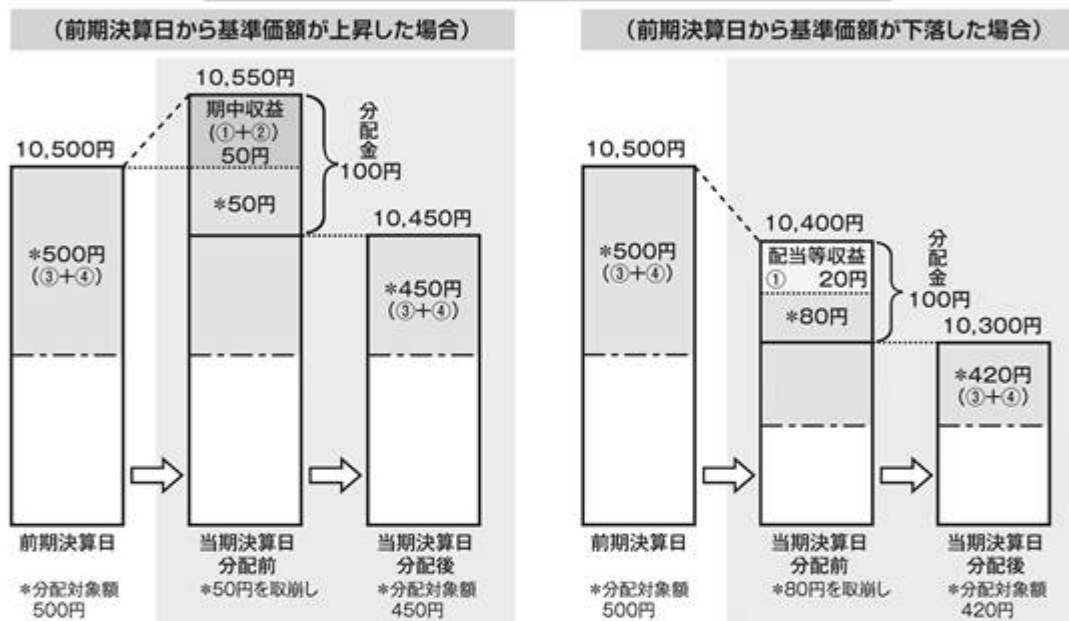 (前期決算日から基準価額が上昇した場合)
10,550円
期中収益
(①+②)
50円
分配金
100円
10,500円
*50円
10,450円
*500円
(③+④)
*450円
(③+④)
前期決算日
当期決算日
分配前
当期決算日
分配後
*分配対象額
500円
*50円を取崩し
*分配対象額
450円
(前期決算日から基準価額が下落した場合)
10,500円
10,400円
配当等収益
① 20円
分配金
100円
*500円
(③+④)
*80円
10,300円
*420円
(③+④)
前期決算日
当期決算日
分配前
当期決算日
分配後
*分配対象額
500円
*80円を取崩し
*分配対象額
420円